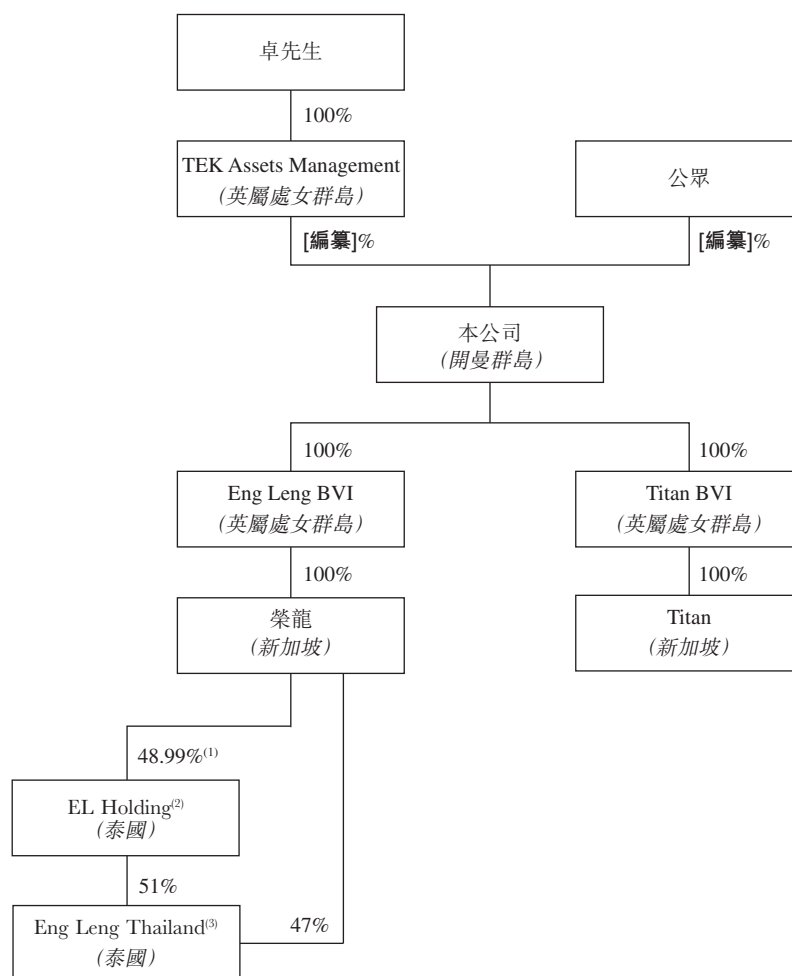 卓先生
100%
TEK Assets Management
(英屬處女群島)
公眾
[編纂]%
[編纂]%
本公司
(開曼群島)
100%
100%
Eng Leng BVI
(英屬處女群島)
Titan BVI
(英屬處女群島)
100%
100%
榮龍
(新加坡)
Titan
(新加坡)
48.99%(1)
EL Holding(2)
(泰國)
51%
47%
Eng Leng Thailand(3)
(泰國)